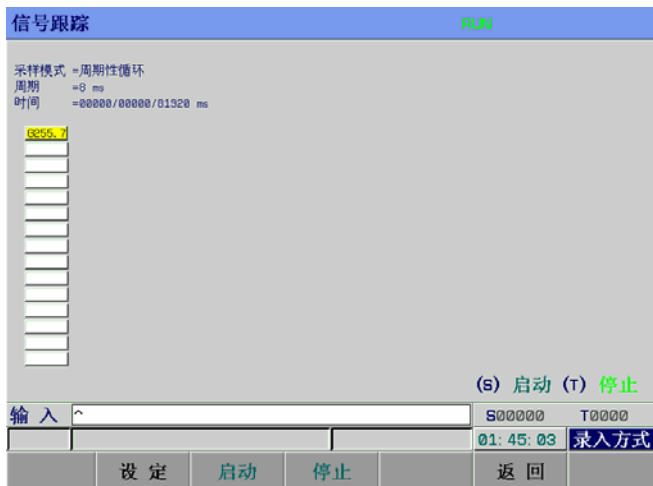 信号跟踪 RUN
采样模式 =周期性循环
周期 =8 ms
时间 =00000/00000/81920 ms
G255.7
(S) 启动 (T) 停止
输 入 ^ S00000 T0000
01:45:03 录入方式
设 定 启动 停止 返 回